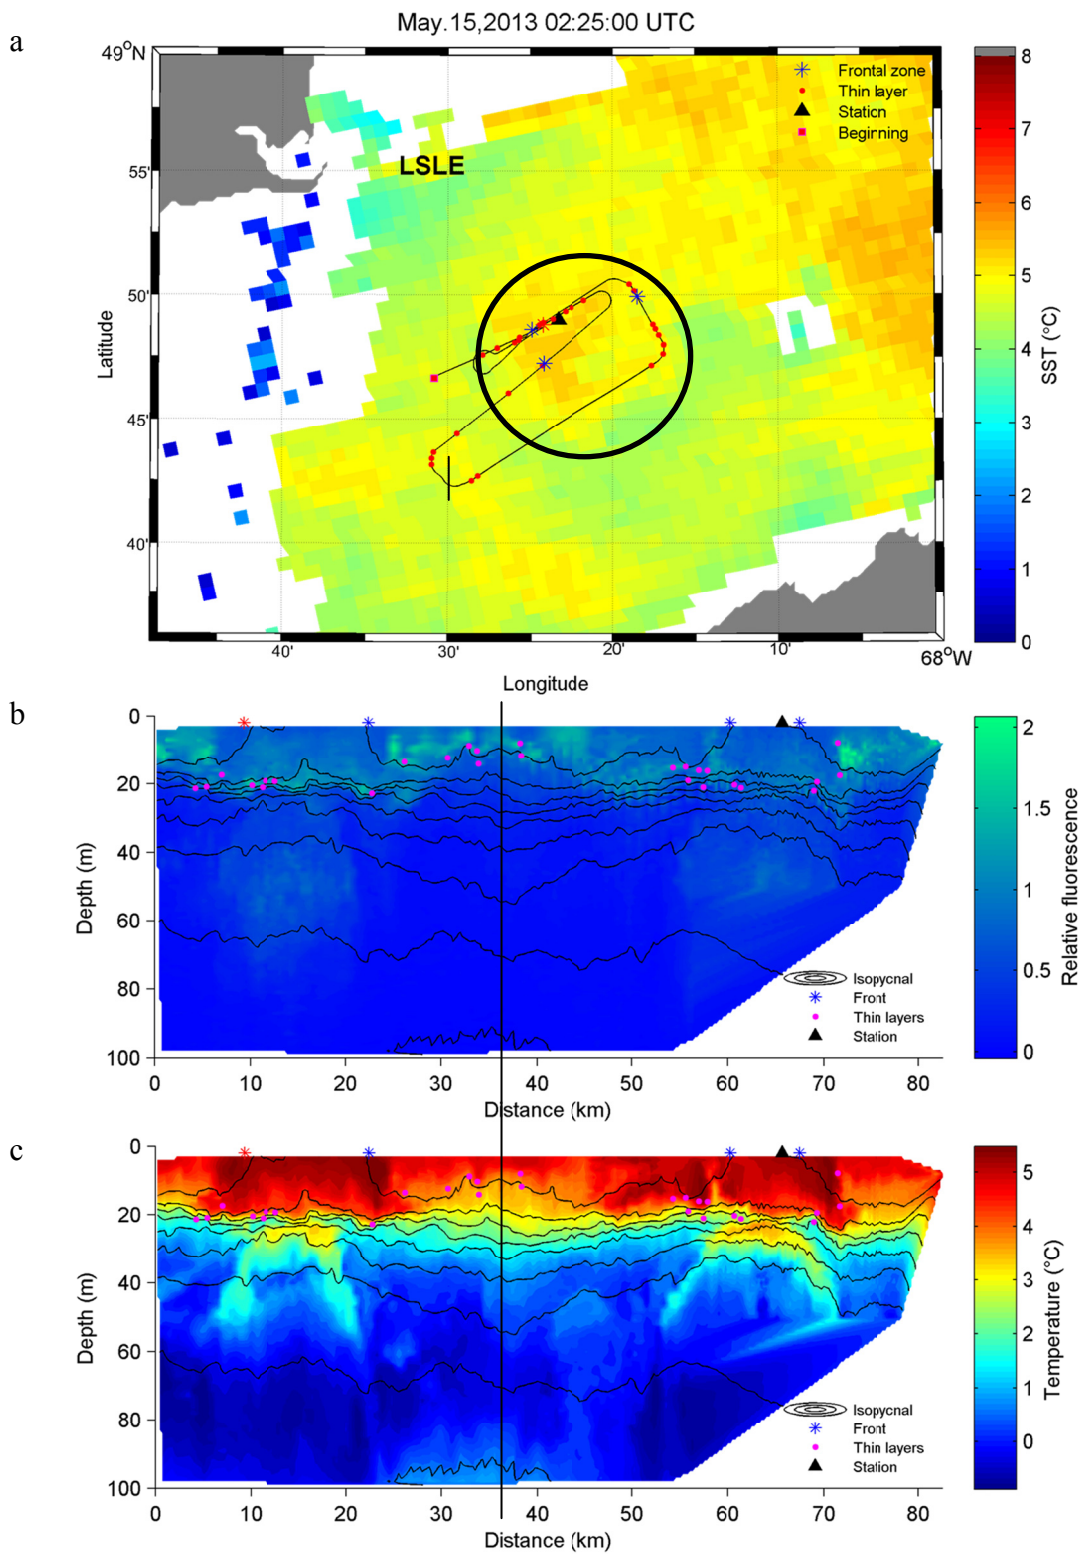 May.15,2013 02:25:00 UTC
a
49°N
55'
50'
45'
40'
Latitude
LSLE
Frontal zone
Thin layer
Station
Beginning
40'
30'
20'
10'
68°W
Longitude
8
7
6
5
4
3
2
1
0
SST (°C)
b
0
20
40
60
80
100
Depth (m)
Isopycnal
Front
Thin layers
Station
0
10
20
30
40
50
60
70
80
Distance (km)
2
1.5
1
0.5
0
Relative fluorescence
c
0
20
40
60
80
100
Depth (m)
Isopycnal
Front
Thin layers
Station
0
10
20
30
40
50
60
70
80
Distance (km)
5
4
3
2
1
0
Temperature (°C)